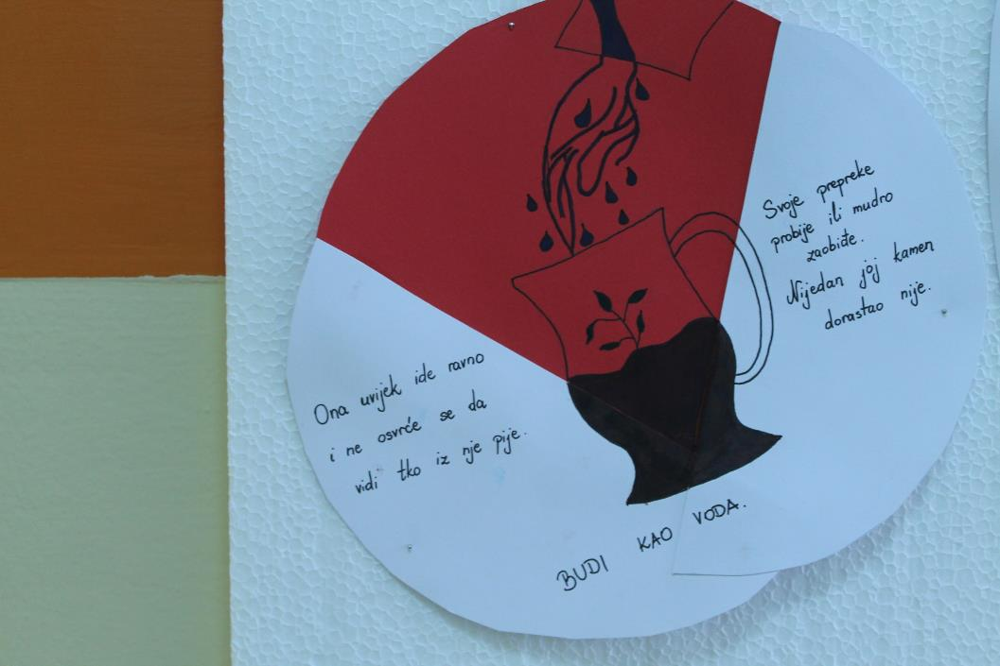 Ona uvijek ide ravno
i ne osvrće se da
vidi tko iz nje pije.
Svoje prepreke
probije ili mudro
zaobiđe.
Nijedan joj kamen
dorastao nije.
BUDI KAO VODA.